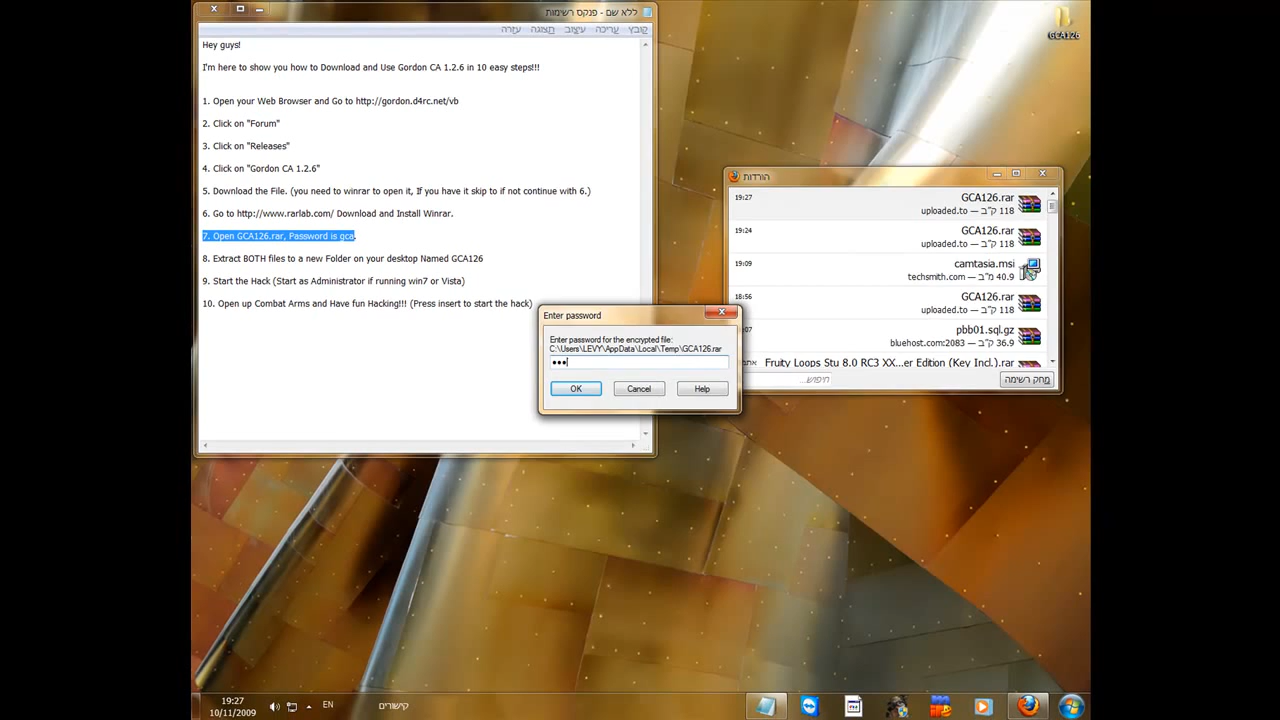 ללא שם - פנקס רשימות
קובץ עריכה עיצוב תצוגה עזרה
Hey guys!
I'm here to show you how to Download and Use Gordon CA 1.2.6 in 10 easy steps!!!
1. Open your Web Browser and Go to http://gordon.d4rc.net/vb
2. Click on "Forum"
3. Click on "Releases"
4. Click on "Gordon CA 1.2.6"
5. Download the File. (you need to winrar to open it, If you have it skip to if not continue with 6.)
6. Go to http://www.rarlab.com/ Download and Install Winrar.
7. Open GCA126.rar, Password is gca.
8. Extract BOTH files to a new Folder on your desktop Named GCA126
9. Start the Hack (Start as Administrator if running win7 or Vista)
10. Open up Combat Arms and Have fun Hacking!!! (Press insert to start the hack)
GCA126
הורדות
GCA126.rar
19:27
118 ק"ב — uploaded.to
GCA126.rar
19:24
118 ק"ב — uploaded.to
camtasia.msi
19:09
40.9 מ"ב — techsmith.com
GCA126.rar
18:56
118 ק"ב — uploaded.to
pbb01.sql.gz
:07
36.9 ק"ב — bluehost.com:2083
Fruity Loops Stu 8.0 RC3 XX...er Edition (Key Incl.).rar
אתמ
חיפוש...
מחק רשימה
Enter password
Enter password for the encrypted file:
C:\Users\LEVY\AppData\Local\Temp\GCA126.rar
•••
OK Cancel Help
19:27
10/11/2009
EN
קישורים